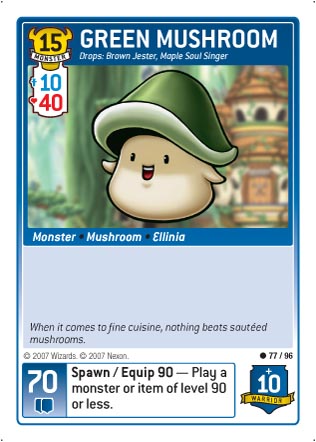 15
MONSTER
GREEN MUSHROOM
Drops: Brown Jester, Maple Soul Singer
10
40
Monster • Mushroom • Ellinia
When it comes to fine cuisine, nothing beats sautéed
mushrooms.
© 2007 Wizards. © 2007 Nexon.
● 77 / 96
70
Spawn / Equip 90 — Play a
monster or item of level 90
or less.
+
10
WARRIOR